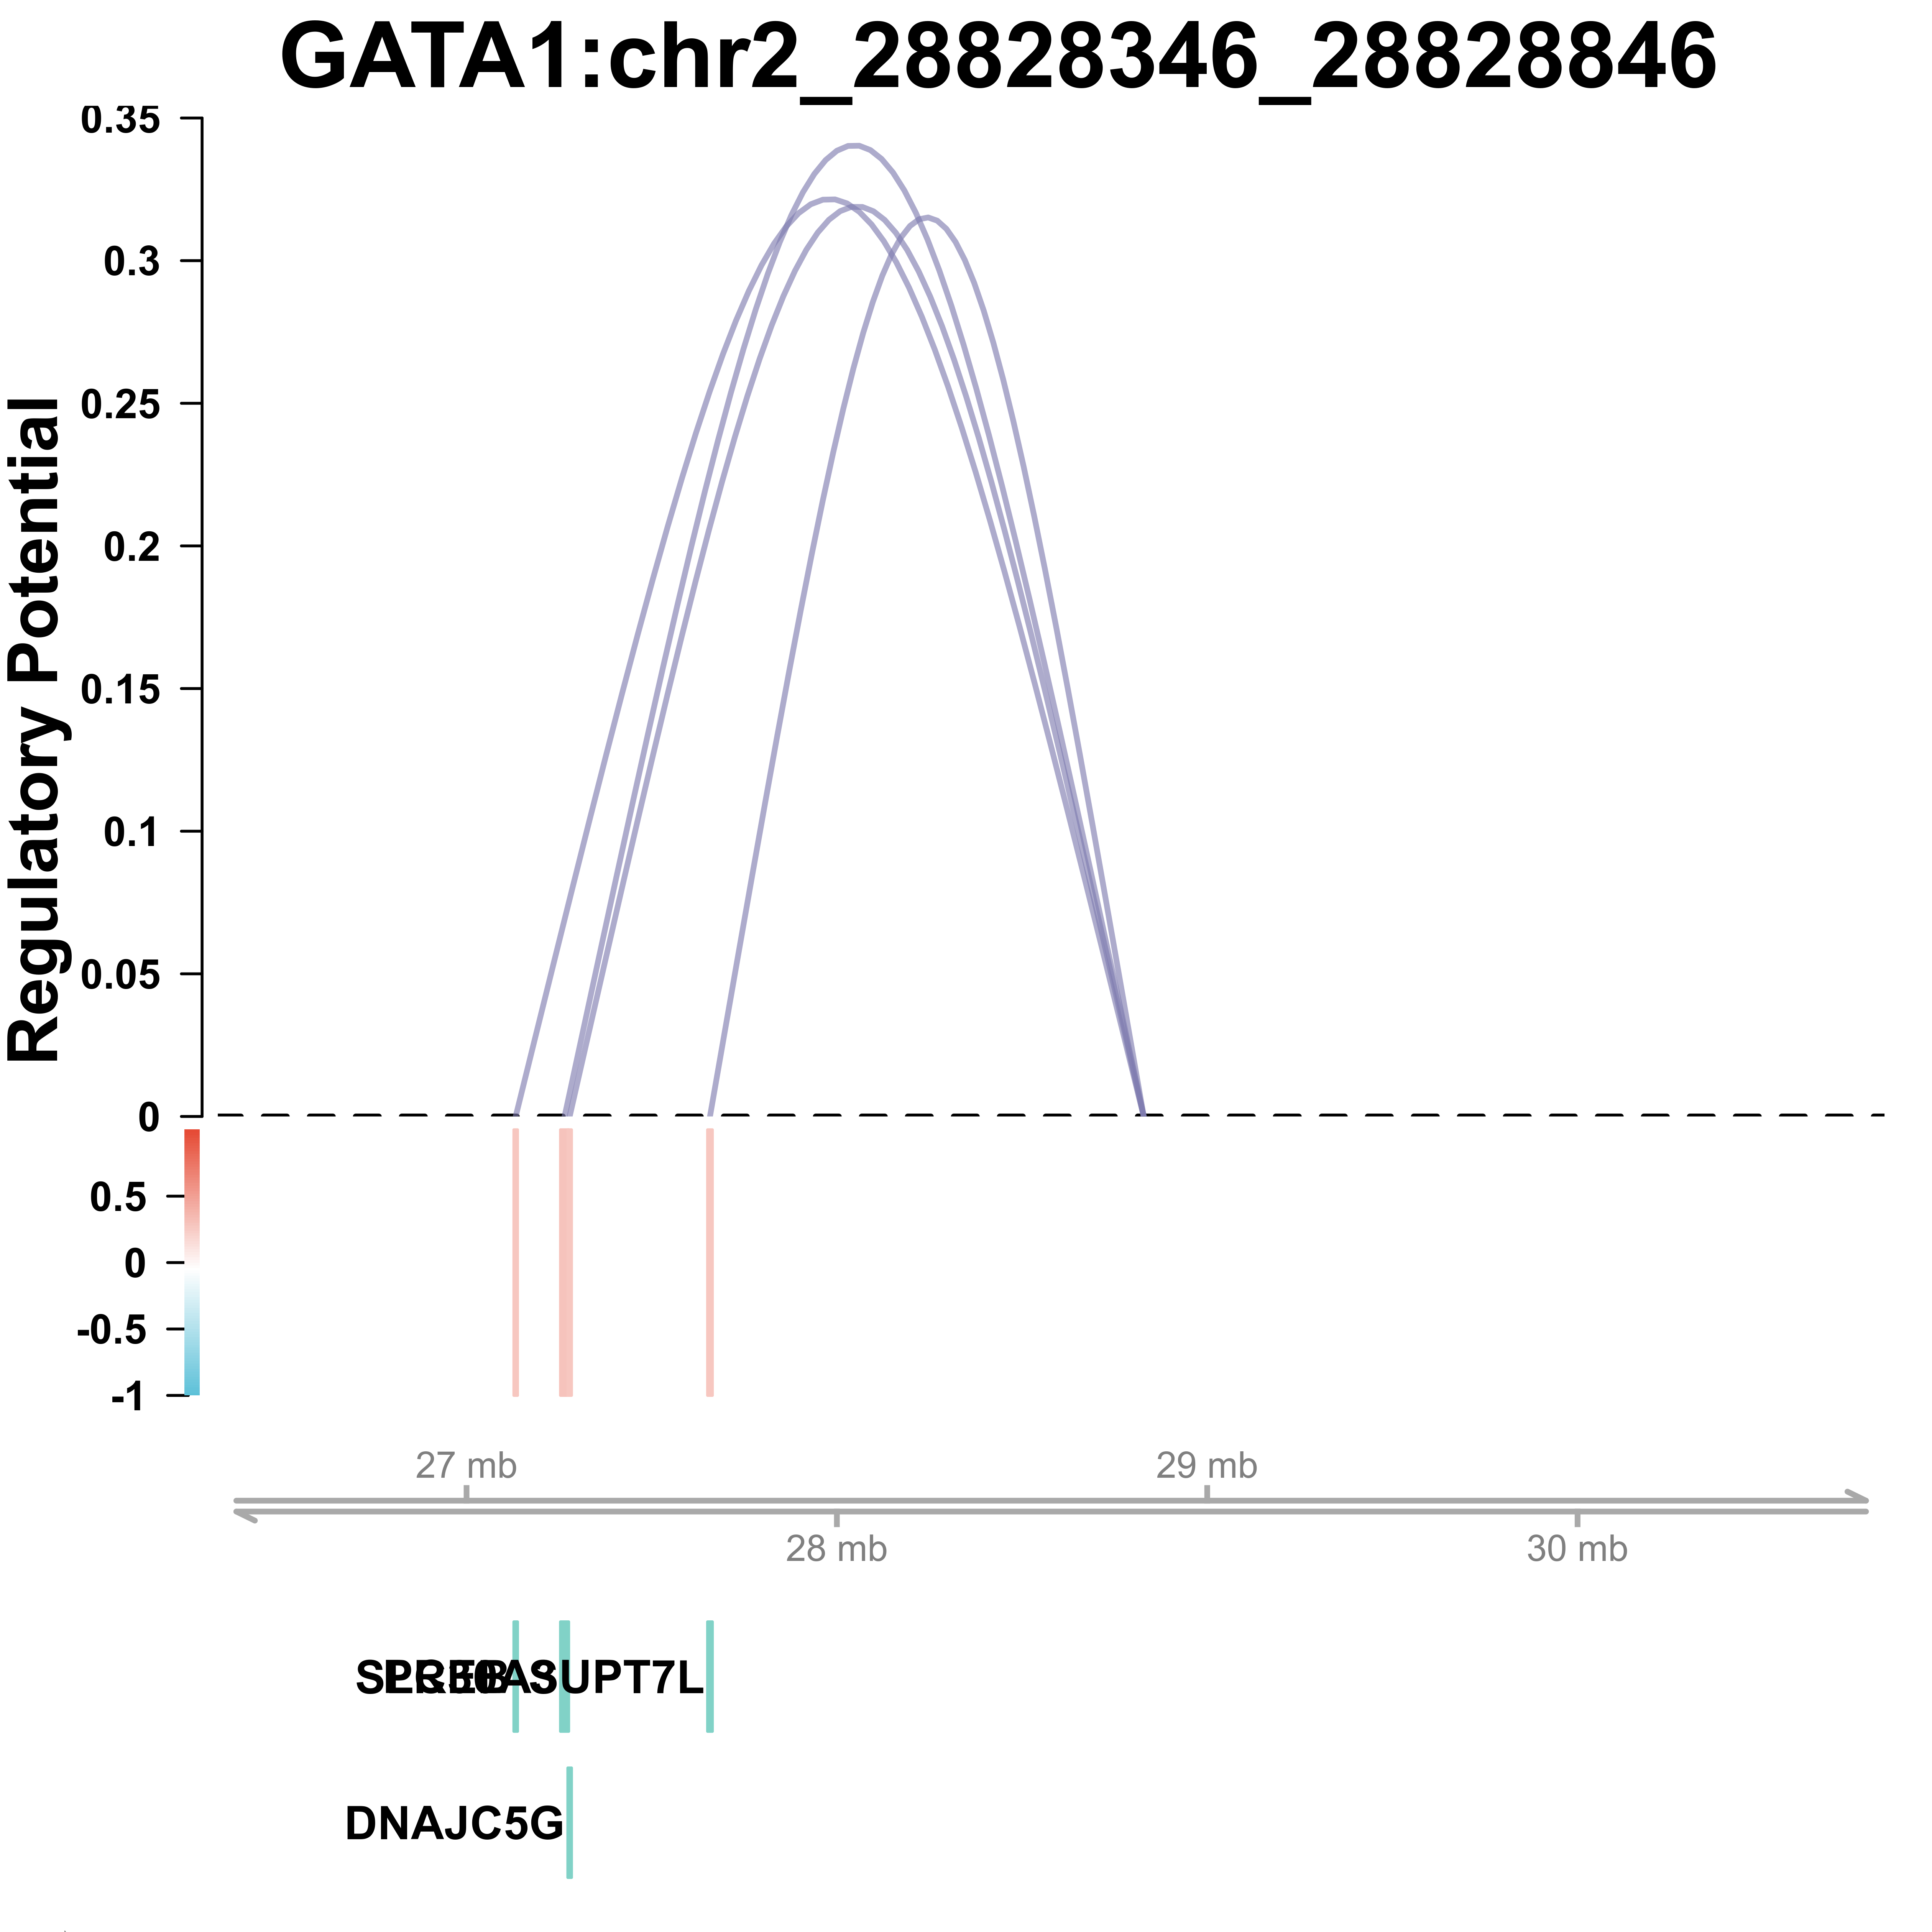 GATA1:chr2_28828346_28828846
Regulatory Potential
0.35
0.3
0.25
0.2
0.15
0.1
0.05
0
0.5
0
-0.5
-1
27 mb
29 mb
28 mb
30 mb
SUPT7L
DNAJC5G